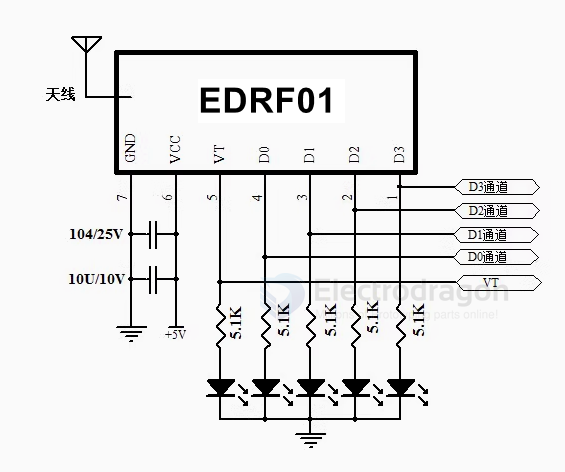 天线
EDRF01
GND
VCC
VT
D0
D1
D2
D3
7
6
5
4
3
2
1
D3通道
D2通道
D1通道
D0通道
VT
104/25V
10U/10V
+5V
Electrodragon
parts online!
5.1K
5.1K
5.1K
5.1K
5.1K